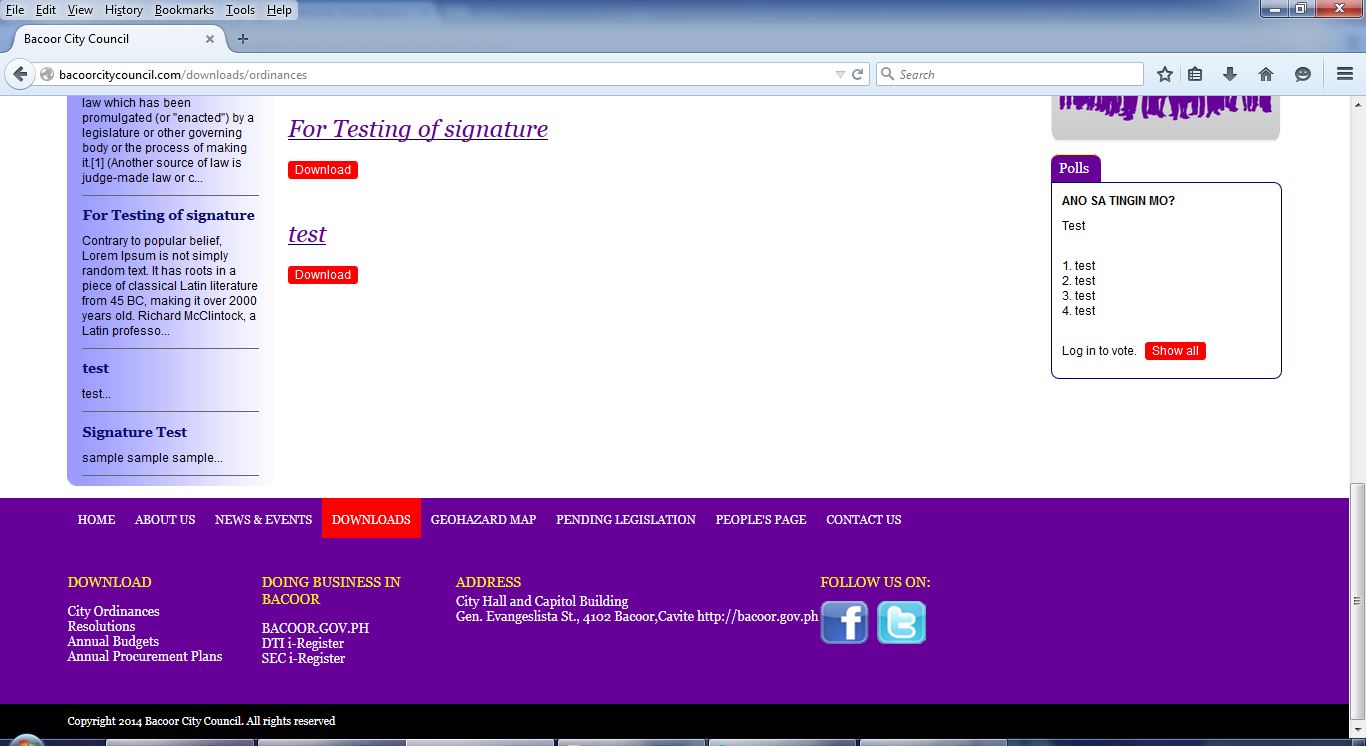 File Edit View History Bookmarks Tools Help
Bacoor City Council
bacoorcitycouncil.com/downloads/ordinances
Search
law which has been
promulgated (or "enacted") by a
legislature or other governing
body or the process of making
it.[1] (Another source of law is
judge-made law or c...
For Testing of signature
Contrary to popular belief,
Lorem Ipsum is not simply
random text. It has roots in a
piece of classical Latin literature
from 45 BC, making it over 2000
years old. Richard McClintock, a
Latin professo...
test
test...
Signature Test
sample sample sample...
For Testing of signature
Download
test
Download
Polls
ANO SA TINGIN MO?
Test
1. test
2. test
3. test
4. test
Log in to vote. Show all
HOME ABOUT US NEWS & EVENTS DOWNLOADS GEOHAZARD MAP PENDING LEGISLATION PEOPLE'S PAGE CONTACT US
DOWNLOAD
City Ordinances
Resolutions
Annual Budgets
Annual Procurement Plans
DOING BUSINESS IN
BACOOR
BACOOR.GOV.PH
DTI i-Register
SEC i-Register
ADDRESS
City Hall and Capitol Building
Gen. Evangeslista St., 4102 Bacoor,Cavite http://bacoor.gov.ph
FOLLOW US ON:
Copyright 2014 Bacoor City Council. All rights reserved